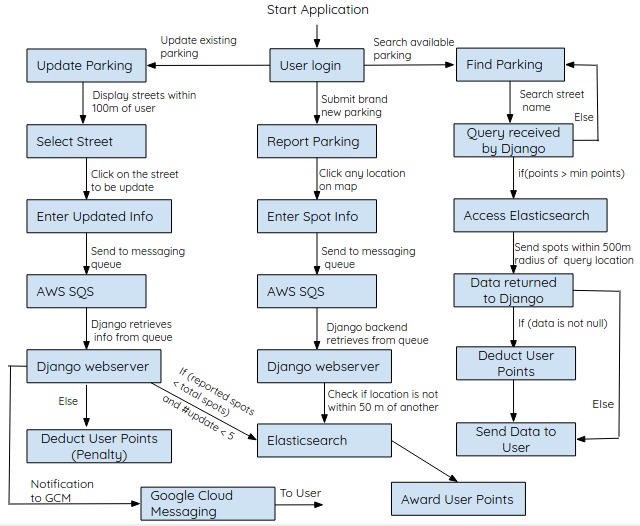 Start Application
Update existing
parking
Search available
parking
Update Parking
User login
Find Parking
Display streets within
100m of user
Submit brand
new parking
Search street
name
Else
Select Street
Report Parking
Query received
by Django
Click on the street
to be update
Click any location
on map
if(points > min points)
Enter Updated Info
Enter Spot Info
Access Elasticsearch
Send to messaging
queue
Send to messaging
queue
Send spots within 500m
radius of query location
AWS SQS
AWS SQS
Data returned
to Django
Django retrieves
info from queue
Django backend
retrieves from queue
If (data is not null)
Django webserver
Django webserver
Deduct User
Points
If (reported spots
< total spots)
and #update < 5
Check if location is not
within 50 m of another
Else
Else
Deduct User Points
(Penalty)
Elasticsearch
Send Data to
User
Notification
to GCM
Google Cloud
Messaging
To User
Award User Points